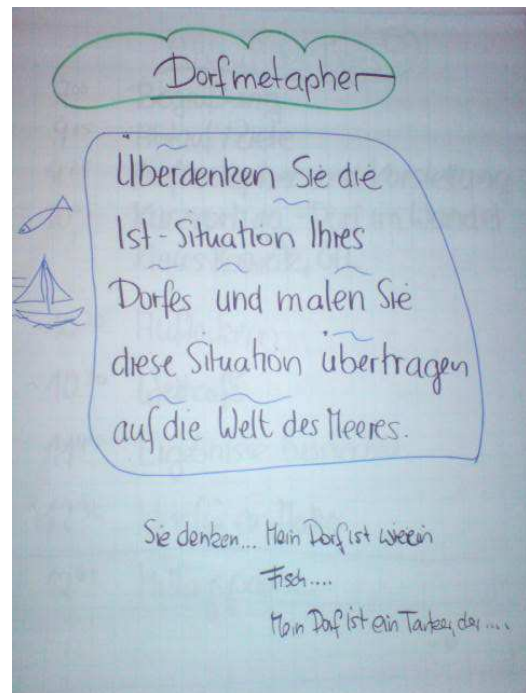 Dorfmetapher
Überdenken Sie die
Ist-Situation Ihres
Dorfes und malen Sie
diese Situation übertragen
auf die Welt des Meeres.
Sie denken... Mein Dorf ist wie ein
Fisch....
Mein Dorf ist ein Tanker, der....